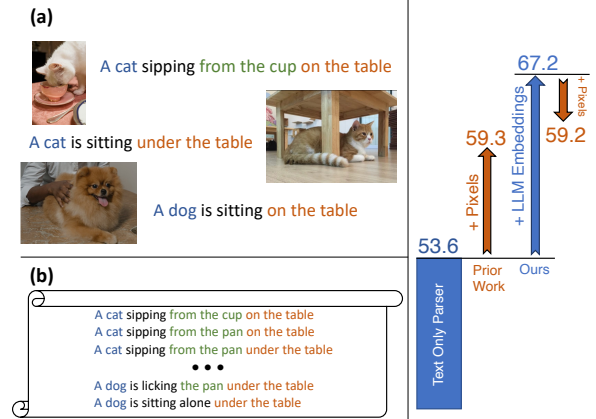 (a)
A cat sipping from the cup on the table
A cat is sitting under the table
A dog is sitting on the table
(b)
A cat sipping from the cup on the table
A cat sipping from the pan on the table
A cat sipping from the pan under the table
• • •
A dog is licking the pan under the table
A dog is sitting alone under the table
67.2
+ Pixels
59.2
+ LLM Embeddings
59.3
+ Pixels
53.6
Prior
Work
Ours
Text Only Parser